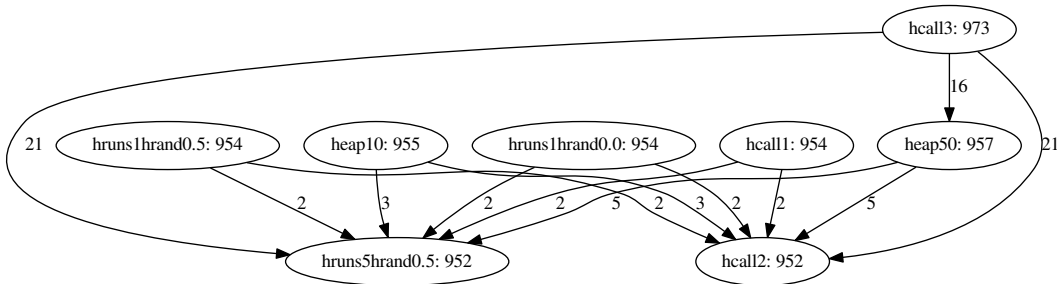 hcall3: 973
16
21
hruns1hrand0.5: 954
heap10: 955
hruns1hrand0.0: 954
hcall1: 954
heap50: 957
21
2
3
2
2
5
2
3
2
2
5
hruns5hrand0.5: 952
hcall2: 952